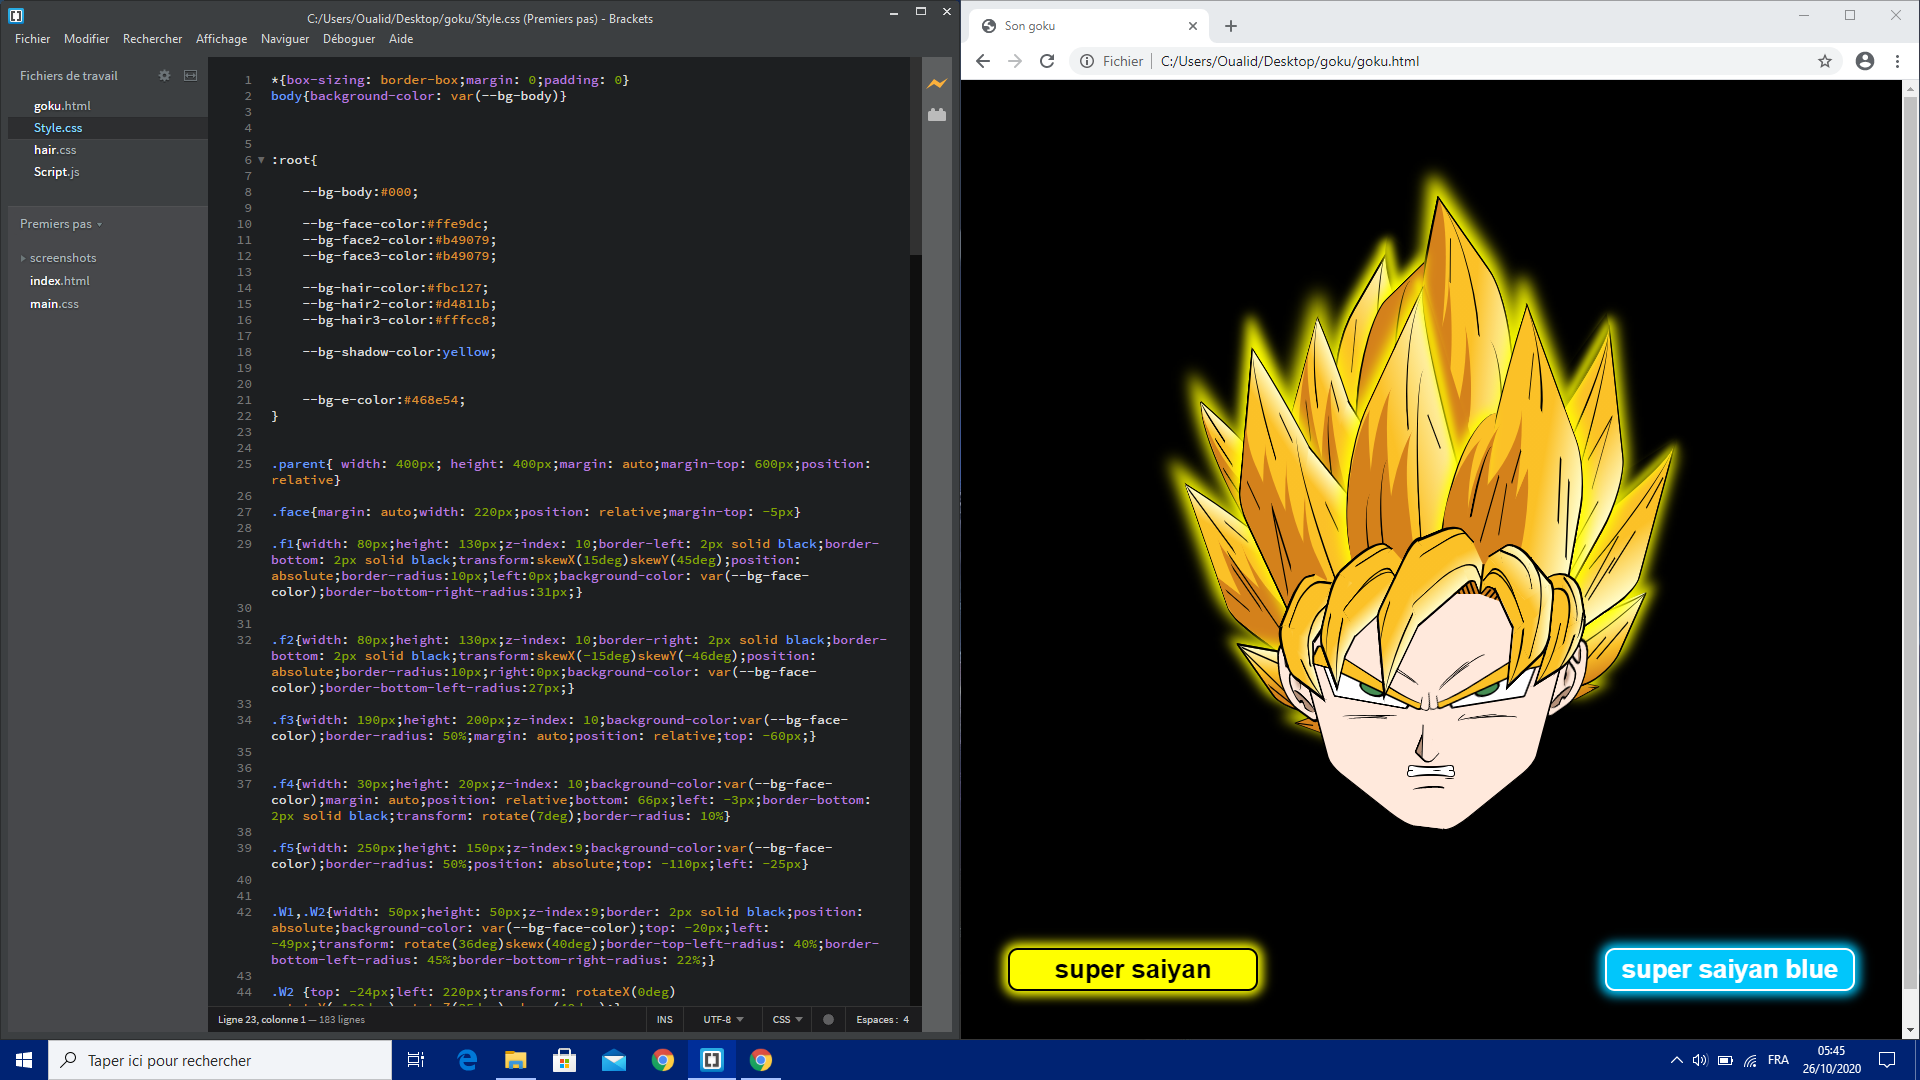 C:/Users/Oualid/Desktop/goku/Style.css (Premiers pas) - Brackets
Fichier Modifier Rechercher Affichage Naviguer Déboguer Aide
Fichiers de travail
goku.html
Style.css
hair.css
Script.js
Premiers pas
screenshots
index.html
main.css
1 *{box-sizing: border-box;margin: 0;padding: 0}
2 body{background-color: var(--bg-body)}
3
4
5
6 :root{
7
8 --bg-body:#000;
9
10 --bg-face-color:#ffe9dc;
11 --bg-face2-color:#b49079;
12 --bg-face3-color:#b49079;
13
14 --bg-hair-color:#fbc127;
15 --bg-hair2-color:#d4811b;
16 --bg-hair3-color:#fffcc8;
17
18 --bg-shadow-color:yellow;
19
20
21 --bg-e-color:#468e54;
22 }
23
24
25 .parent{ width: 400px; height: 400px;margin: auto;margin-top: 600px;position:
relative}
26
27 .face{margin: auto;width: 220px;position: relative;margin-top: -5px}
28
29 .f1{width: 80px;height: 130px;z-index: 10;border-left: 2px solid black;border-
bottom: 2px solid black;transform:skewX(15deg)skewY(45deg);position:
absolute;border-radius:10px;left:0px;background-color: var(--bg-face-
color);border-bottom-right-radius:31px;}
30
31
32 .f2{width: 80px;height: 130px;z-index: 10;border-right: 2px solid black;border-
bottom: 2px solid black;transform:skewX(-15deg)skewY(-46deg);position:
absolute;border-radius:10px;right:0px;background-color: var(--bg-face-
color);border-bottom-left-radius:27px;}
33
34 .f3{width: 190px;height: 200px;z-index: 10;background-color:var(--bg-face-
color);border-radius: 50%;margin: auto;position: relative;top: -60px;}
35
36
37 .f4{width: 30px;height: 20px;z-index: 10;background-color:var(--bg-face-
color);margin: auto;position: relative;bottom: 66px;left: -3px;border-bottom:
2px solid black;transform: rotate(7deg);border-radius: 10%}
38
39 .f5{width: 250px;height: 150px;z-index:9;background-color:var(--bg-face-
color);border-radius: 50%;position: absolute;top: -110px;left: -25px}
40
41
42 .W1,.W2{width: 50px;height: 50px;z-index:9;border: 2px solid black;position:
absolute;background-color: var(--bg-face-color);top: -20px;left:
-49px;transform: rotate(36deg)skewx(40deg);border-top-left-radius: 40%;border-
bottom-left-radius: 45%;border-bottom-right-radius: 22%;}
43
44 .W2 {top: -24px;left: 220px;transform: rotateX(0deg)
Ligne 23, colonne 1 — 183 lignes
INS UTF-8 CSS Espaces : 4
Son goku
Fichier C:/Users/Oualid/Desktop/goku/goku.html
super saiyan
super saiyan blue
Taper ici pour rechercher
FRA
05:45
26/10/2020